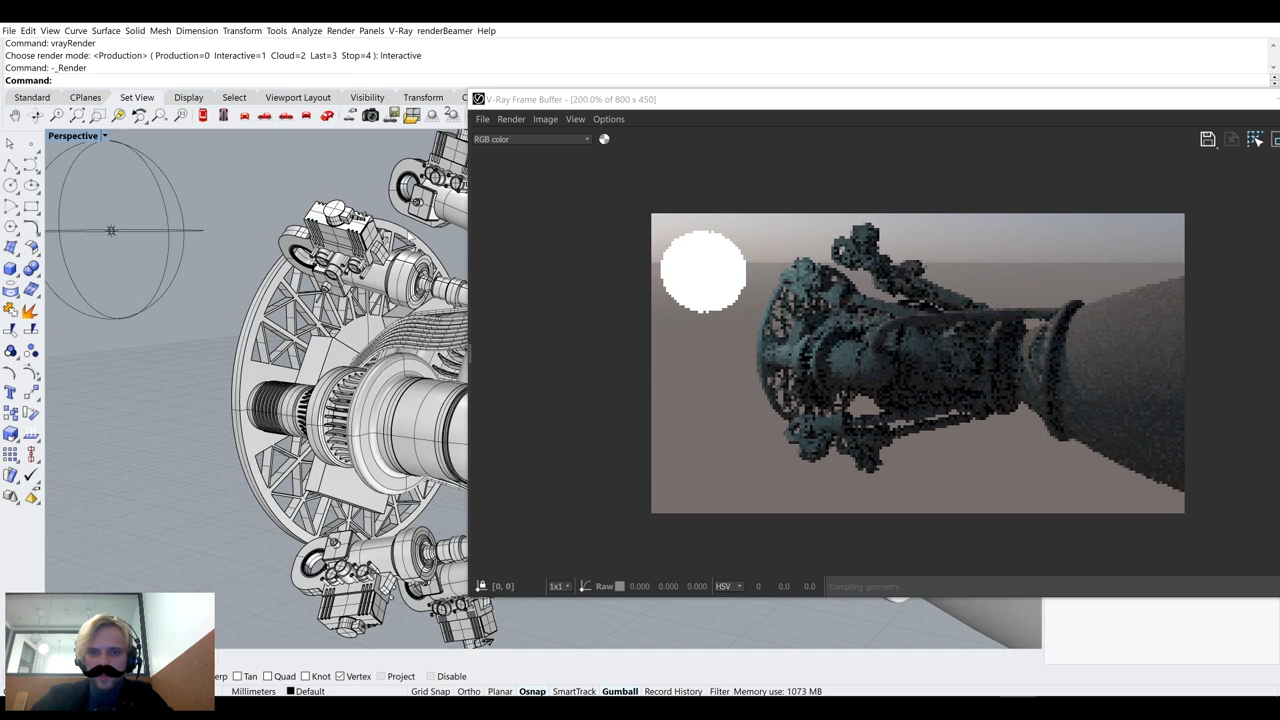 File Edit View Curve Surface Solid Mesh Dimension Transform Tools Analyze Render Panels V-Ray renderBeamer Help
Command: vrayRender
Choose render mode: <Production> ( Production=0 Interactive=1 Cloud=2 Last=3 Stop=4 ): Interactive
Command: -_Render
Command:
Standard CPlanes Set View Display Select Viewport Layout Visibility Transform
V-Ray Frame Buffer - [200.0% of 800 x 450]
File Render Image View Options
RGB color
Perspective
[0, 0] 1x1 Raw 0.000 0.000 0.000 HSV 0 0.0 0.0 Compiling geometry...
erp Tan Quad Knot Vertex Project Disable
Millimeters Default Grid Snap Ortho Planar Osnap SmartTrack Gumball Record History Filter Memory use: 1073 MB